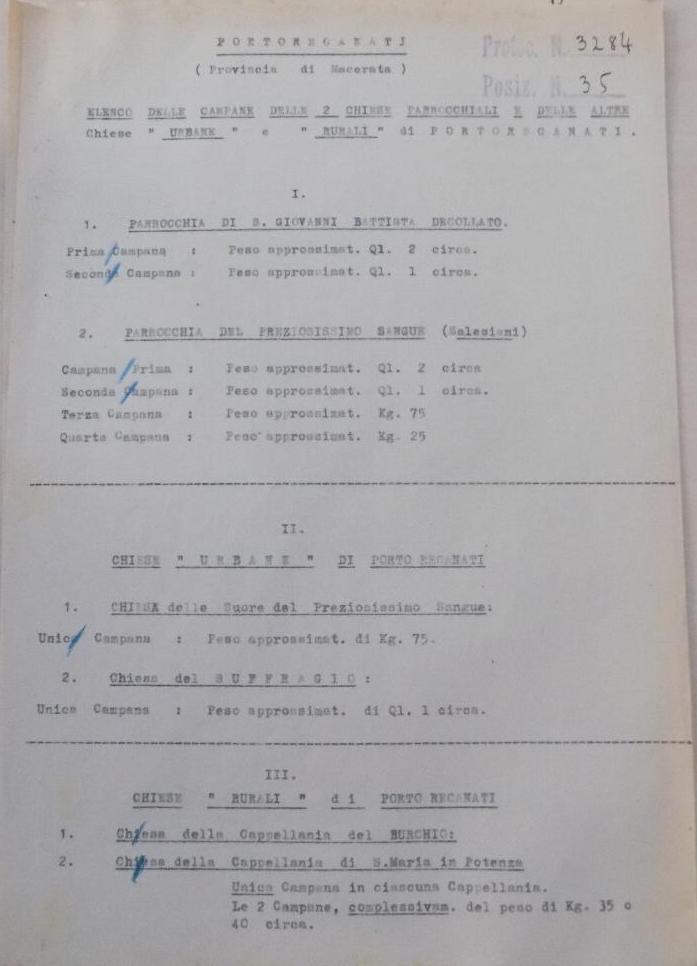 PORTORECANATI
Protoc. N. 3284
( Provincia di Macerata )
Posiz. N. 35
ELENCO DELLE CAMPANE DELLE 2 CHIESE PARROCCHIALI E DELLE ALTRE
Chiese " URBANE " e " RURALI " di PORTORECANATI.
I.
1. PARROCCHIA DI S. GIOVANNI BATTISTA DECOLLATO.
Prima Campana : Peso approssimat. Ql. 2 circa.
Seconda Campana : Peso approssimat. Ql. 1 circa.
2. PARROCCHIA DEL PREZIOSISSIMO SANGUE (Salesiani)
Campana Prima : Peso approssimat. Ql. 2 circa
Seconda Campana : Peso approssimat. Ql. 1 circa.
Terza Campana : Peso approssimat. Kg. 75
Quarta Campana : Peso approssimat. Kg. 25
II.
CHIESE " URBANE " DI PORTO RECANATI
1. CHIESA delle Suore del Preziosissimo Sangue:
Unica Campana : Peso approssimat. di Kg. 75.
2. Chiesa del SUFFRAGIO :
Unica Campana : Peso approssimat. di Ql. 1 circa.
III.
CHIESE " RURALI " di PORTO RECANATI
1. Chiesa della Cappellania del BURCHIO:
2. Chiesa della Cappellania di S.Maria in Potenza
Unica Campana in ciascuna Cappellania.
Le 2 Campane, complessivam. del peso di Kg. 35 o
40 circa.